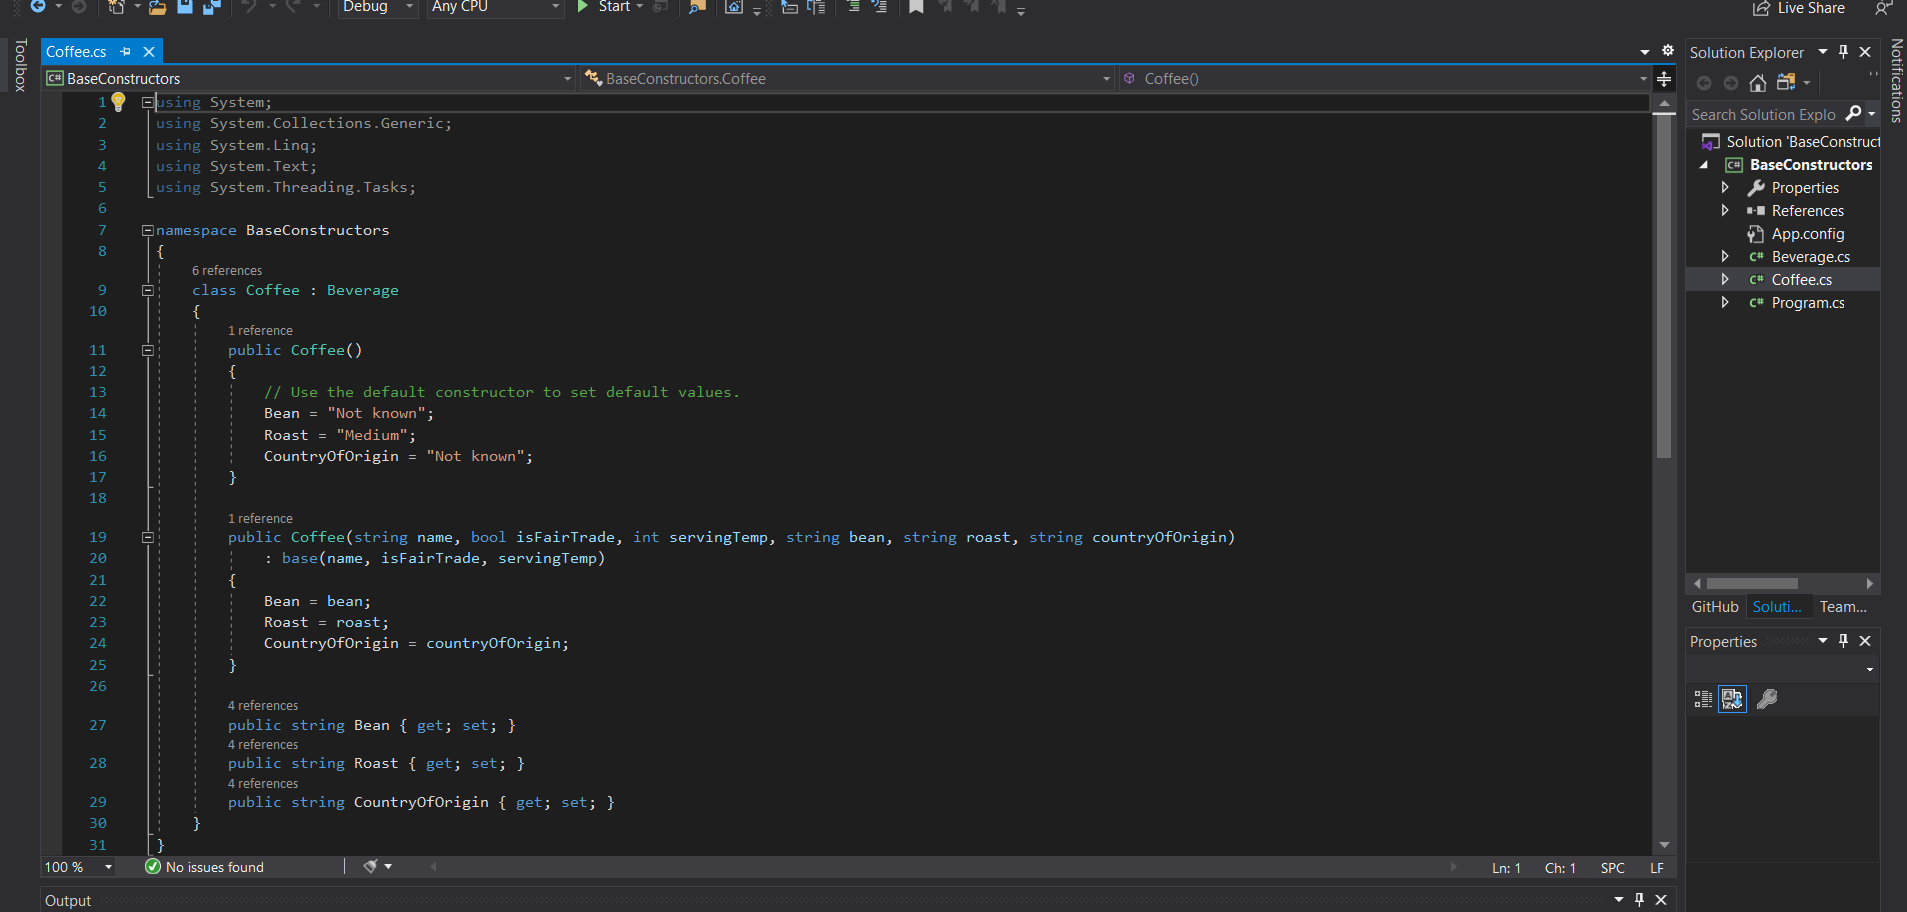 Debug
Any CPU
Start
Live Share
Toolbox
Coffee.cs
BaseConstructors
BaseConstructors.Coffee
Coffee()
1 using System;
2 using System.Collections.Generic;
3 using System.Linq;
4 using System.Text;
5 using System.Threading.Tasks;
6
7 namespace BaseConstructors
8 {
6 references
9 class Coffee : Beverage
10 {
1 reference
11 public Coffee()
12 {
13 // Use the default constructor to set default values.
14 Bean = "Not known";
15 Roast = "Medium";
16 CountryOfOrigin = "Not known";
17 }
18
1 reference
19 public Coffee(string name, bool isFairTrade, int servingTemp, string bean, string roast, string countryOfOrigin)
20 : base(name, isFairTrade, servingTemp)
21 {
22 Bean = bean;
23 Roast = roast;
24 CountryOfOrigin = countryOfOrigin;
25 }
26
4 references
27 public string Bean { get; set; }
4 references
28 public string Roast { get; set; }
4 references
29 public string CountryOfOrigin { get; set; }
30 }
31 }
100 %
No issues found
Ln: 1
Ch: 1
SPC
LF
Output
Solution Explorer
Search Solution Explo
Solution 'BaseConstruct
C# BaseConstructors
Properties
References
App.config
C# Beverage.cs
C# Coffee.cs
C# Program.cs
GitHub
Soluti...
Team...
Properties
Notifications